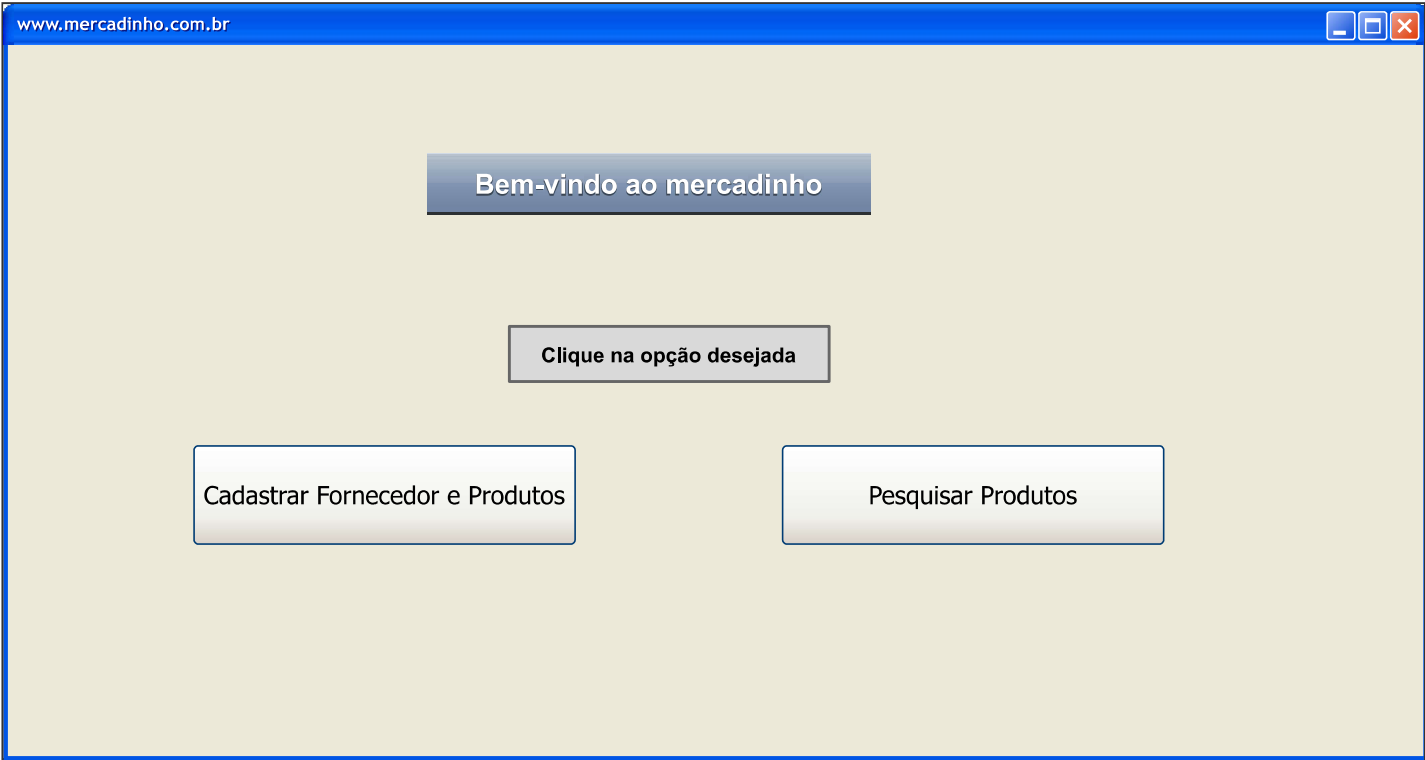 www.mercadinho.com.br
Bem-vindo ao mercadinho
Clique na opção desejada
Cadastrar Fornecedor e Produtos
Pesquisar Produtos